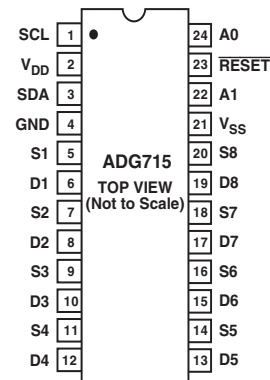 SCL 1 24 A0
VDD 2 23 RESET
SDA 3 22 A1
GND 4 21 VSS
S1 5 20 S8
ADG715
D1 6 19 D8
TOP VIEW
(Not to Scale)
S2 7 18 S7
D2 8 17 D7
S3 9 16 S6
D3 10 15 D6
S4 11 14 S5
D4 12 13 D5